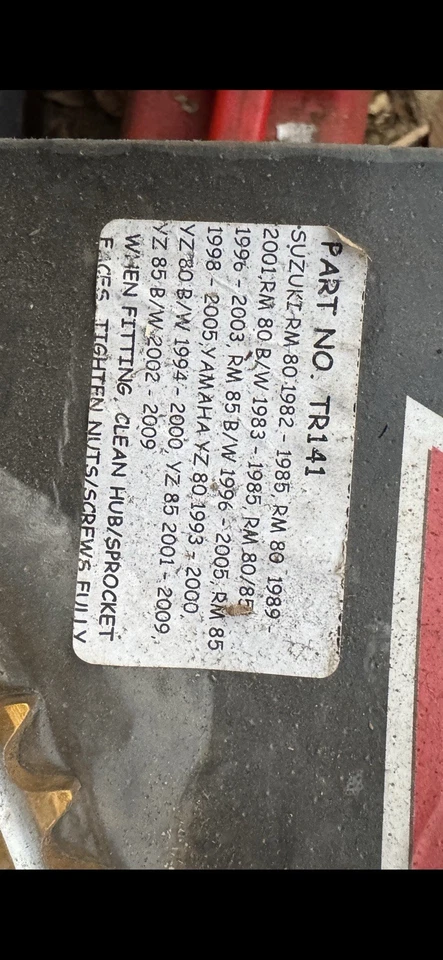 PART NO. TR141
SUZUKI RM 80 1982 - 1985, RM 80 1989 -
2001 RM 80 B/W 1983 - 1985, RM 80/85
1996 - 2003 RM 85 B/W 1996 - 2005 RM 85
1998 - 2005 YAMAHA YZ 80 1993 - 2000,
YZ 80 B/W 1994 - 2000, YZ 85 2001 - 2009,
YZ 85 B/W 2002 - 2009
WHEN FITTING, CLEAN HUB/SPROCKET
FACES. TIGHTEN NUTS/SCREWS FULLY